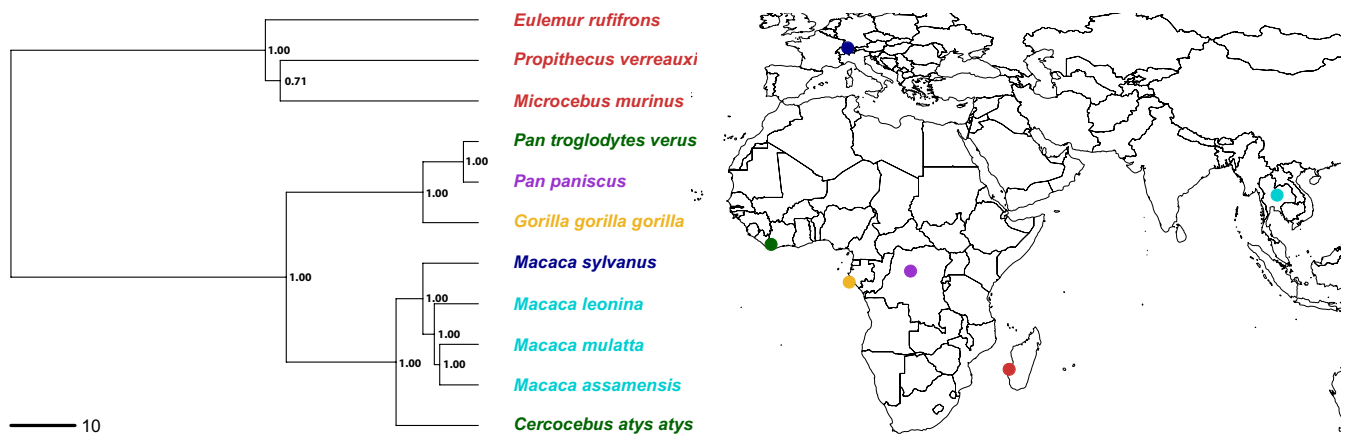 Eulemur rufifrons
1.00
Propithecus verreauxi
0.71
Microcebus murinus
Pan troglodytes verus
1.00
Pan paniscus
1.00
Gorilla gorilla gorilla
Macaca sylvanus
1.00
1.00
Macaca leonina
1.00
Macaca mulatta
1.00
1.00
Macaca assamensis
Cercocebus atys atys
10